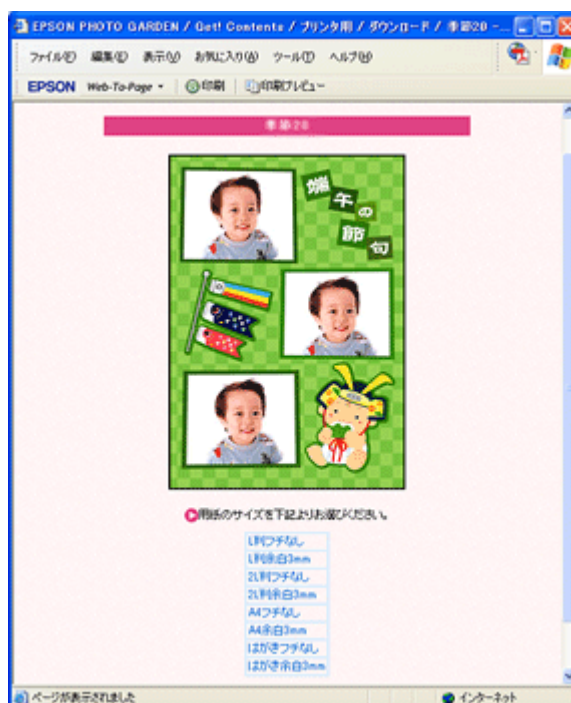 EPSON PHOTO GARDEN / Get! Contents / プリンタ用 / ダウンロード / 季節20 -...
ファイル(F) 編集(E) 表示(V) お気に入り(A) ツール(T) ヘルプ(H)
EPSON Web-To-Page 印刷 印刷プレビュー
季節20
端午の節句
用紙のサイズを下記よりお選びください。
L判フチなし
L判余白3mm
2L判フチなし
2L判余白3mm
A4フチなし
A4余白3mm
はがきフチなし
はがき余白3mm
ページが表示されました インターネット